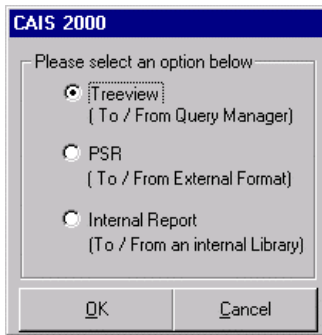 CAIS 2000
Please select an option below
Treeview
( To / From Query Manager)
PSR
( To / From External Format)
Internal Report
(To / From an internal Library)
OK
Cancel